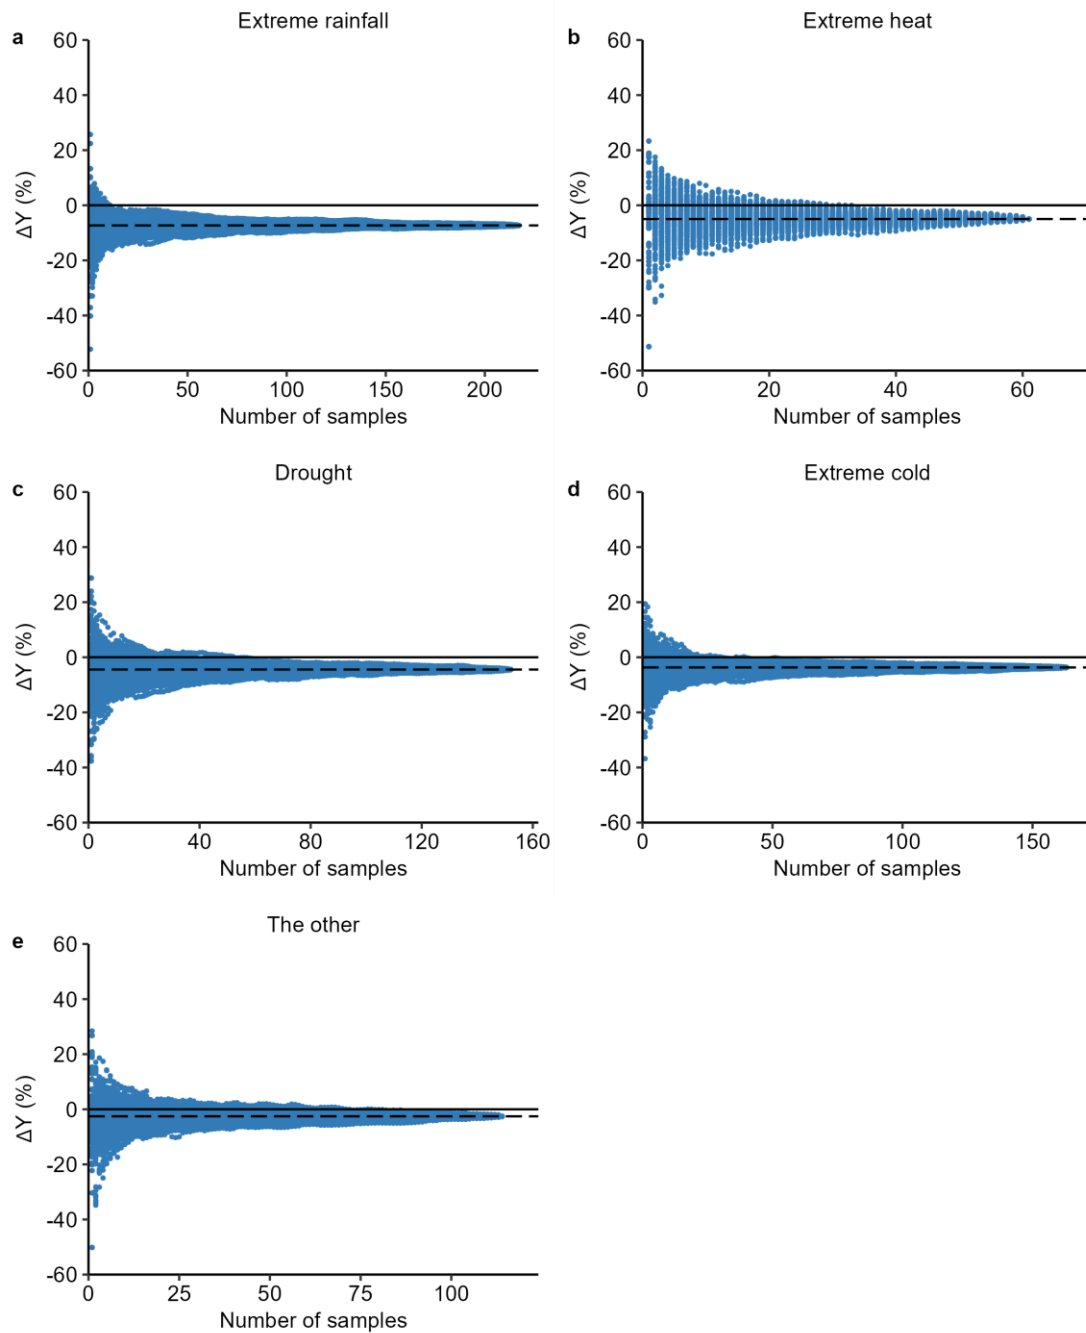 a
Extreme rainfall
60
40
20
0
-20
-40
-60
ΔY (%)
0 50 100 150 200
Number of samples
b
Extreme heat
60
40
20
0
-20
-40
-60
ΔY (%)
0 20 40 60
Number of samples
c
Drought
60
40
20
0
-20
-40
-60
ΔY (%)
0 40 80 120 160
Number of samples
d
Extreme cold
60
40
20
0
-20
-40
-60
ΔY (%)
0 50 100 150
Number of samples
e
The other
60
40
20
0
-20
-40
-60
ΔY (%)
0 25 50 75 100
Number of samples